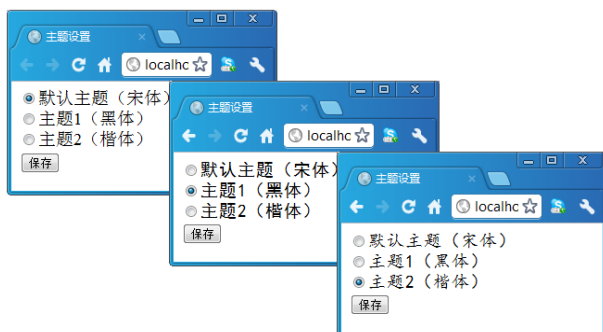 主题设置
localhc
默认主题（宋体）
主题1（黑体）
主题2（楷体）
保存
主题设置
localhc
默认主题（宋体）
主题1（黑体）
主题2（楷体）
保存
主题设置
localhc
默认主题（宋体）
主题1（黑体）
主题2（楷体）
保存